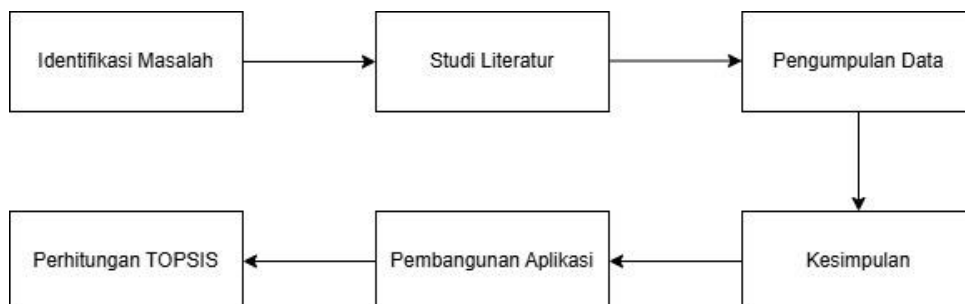 Identifikasi Masalah
Studi Literatur
Pengumpulan Data
Perhitungan TOPSIS
Pembangunan Aplikasi
Kesimpulan